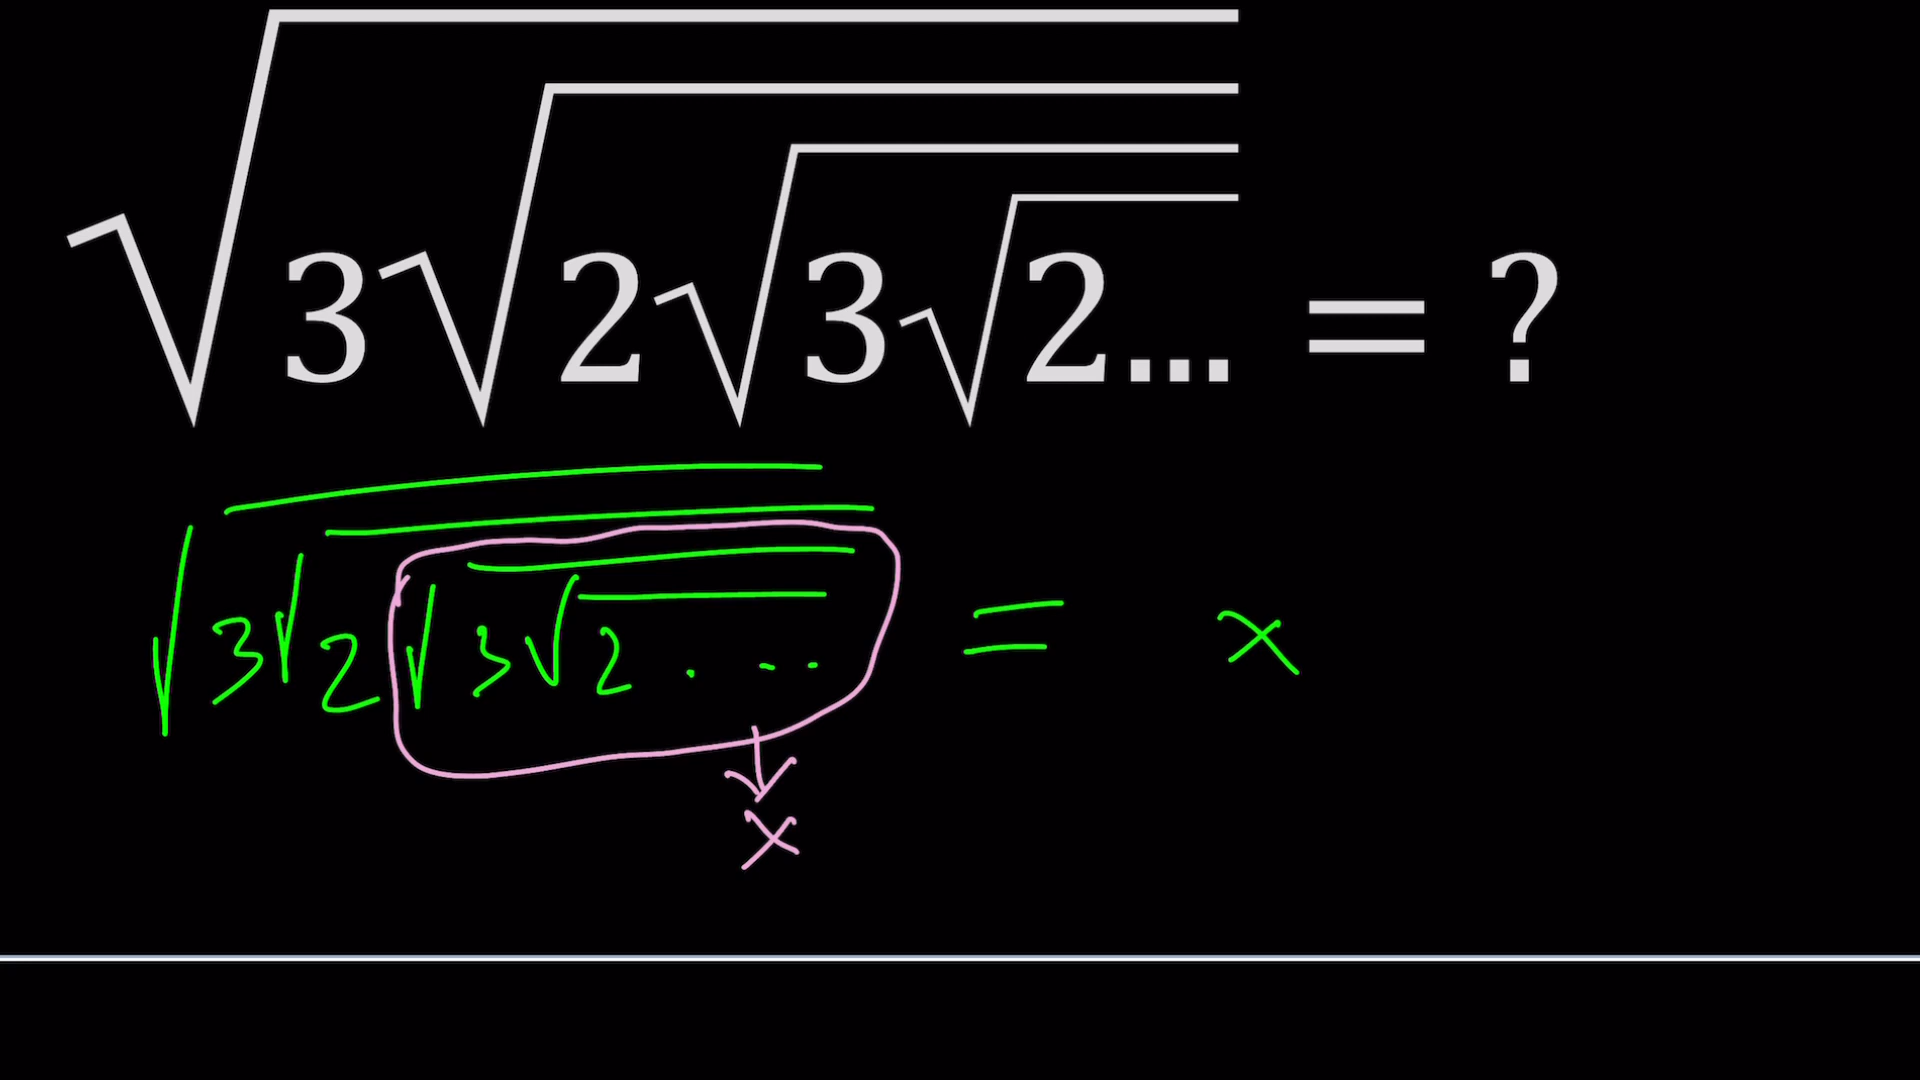 √3√2√3√2... = ?
√3√2√3√2 . .. = x
x